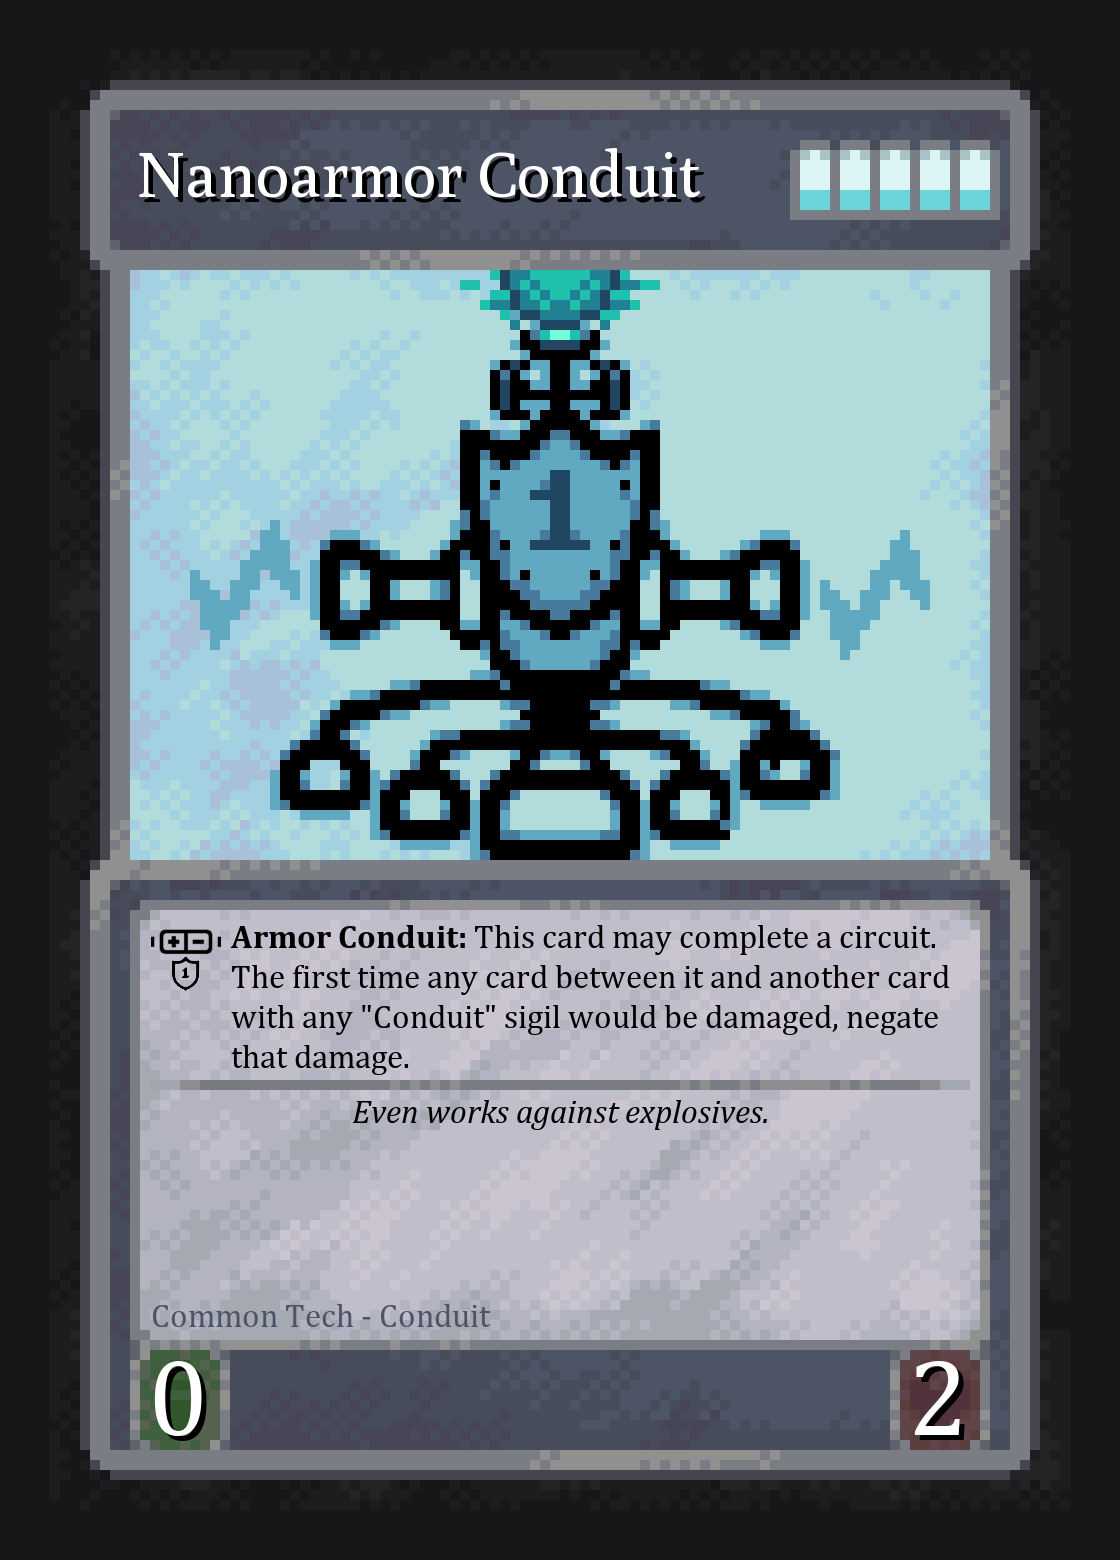 Nanoarmor Conduit
1
Armor Conduit: This card may complete a circuit.
The first time any card between it and another card
1
with any "Conduit" sigil would be damaged, negate
that damage.
Even works against explosives.
Common Tech - Conduit
0
2